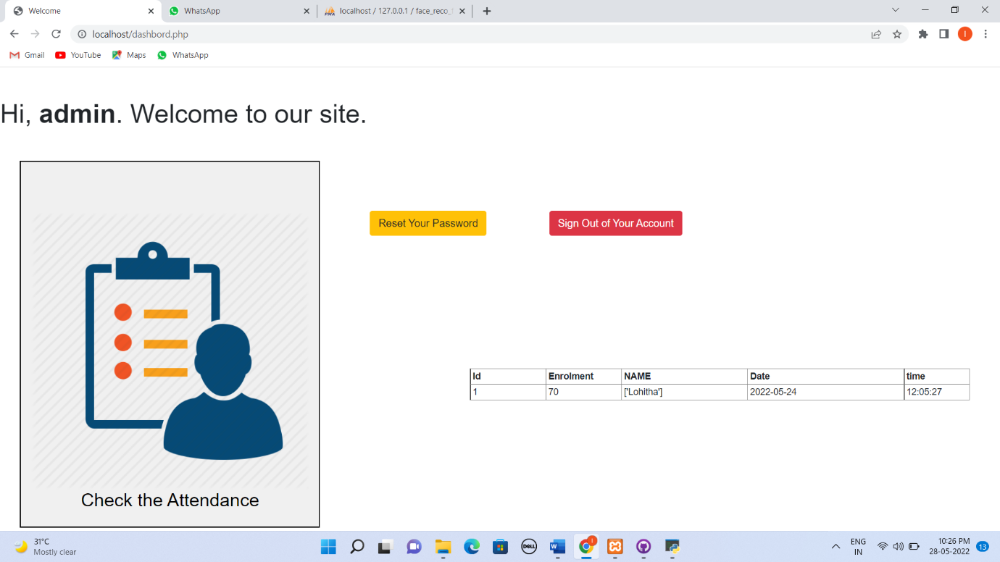 Welcome
WhatsApp
localhost / 127.0.0.1 / face_reco_
localhost/dashbord.php
I
Gmail
YouTube
Maps
WhatsApp
Hi, admin. Welcome to our site.
Reset Your Password
Sign Out of Your Account
Id Enrolment NAME Date time
1 70 ['Lohitha'] 2022-05-24 12:05:27
Check the Attendance
31°C
Mostly clear
DELL
W
ENG
IN
10:26 PM
28-05-2022
13